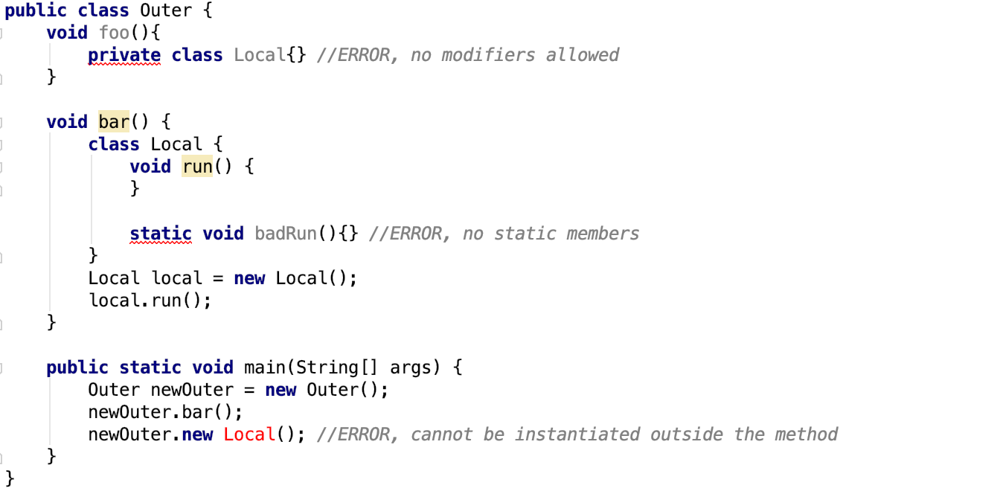 public class Outer {
    void foo(){
        private class Local{} //ERROR, no modifiers allowed
    }
    void bar() {
        class Local {
            void run() {
            }
            static void badRun(){} //ERROR, no static members
        }
        Local local = new Local();
        local.run();
    }
    public static void main(String[] args) {
        Outer newOuter = new Outer();
        newOuter.bar();
        newOuter.new Local(); //ERROR, cannot be instantiated outside the method
    }
}